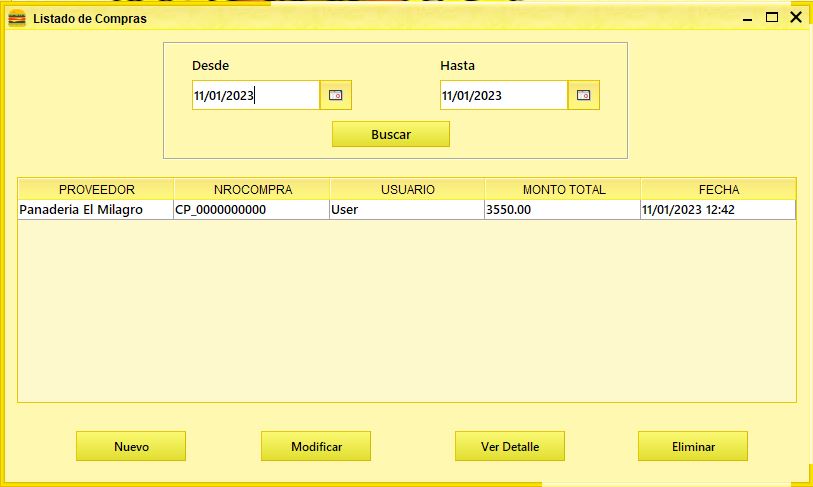 Listado de Compras
Desde Hasta
11/01/2023 11/01/2023
Buscar
PROVEEDOR NROCOMPRA USUARIO MONTO TOTAL FECHA
Panaderia El Milagro CP_0000000000 User 3550.00 11/01/2023 12:42
Nuevo Modificar Ver Detalle Eliminar